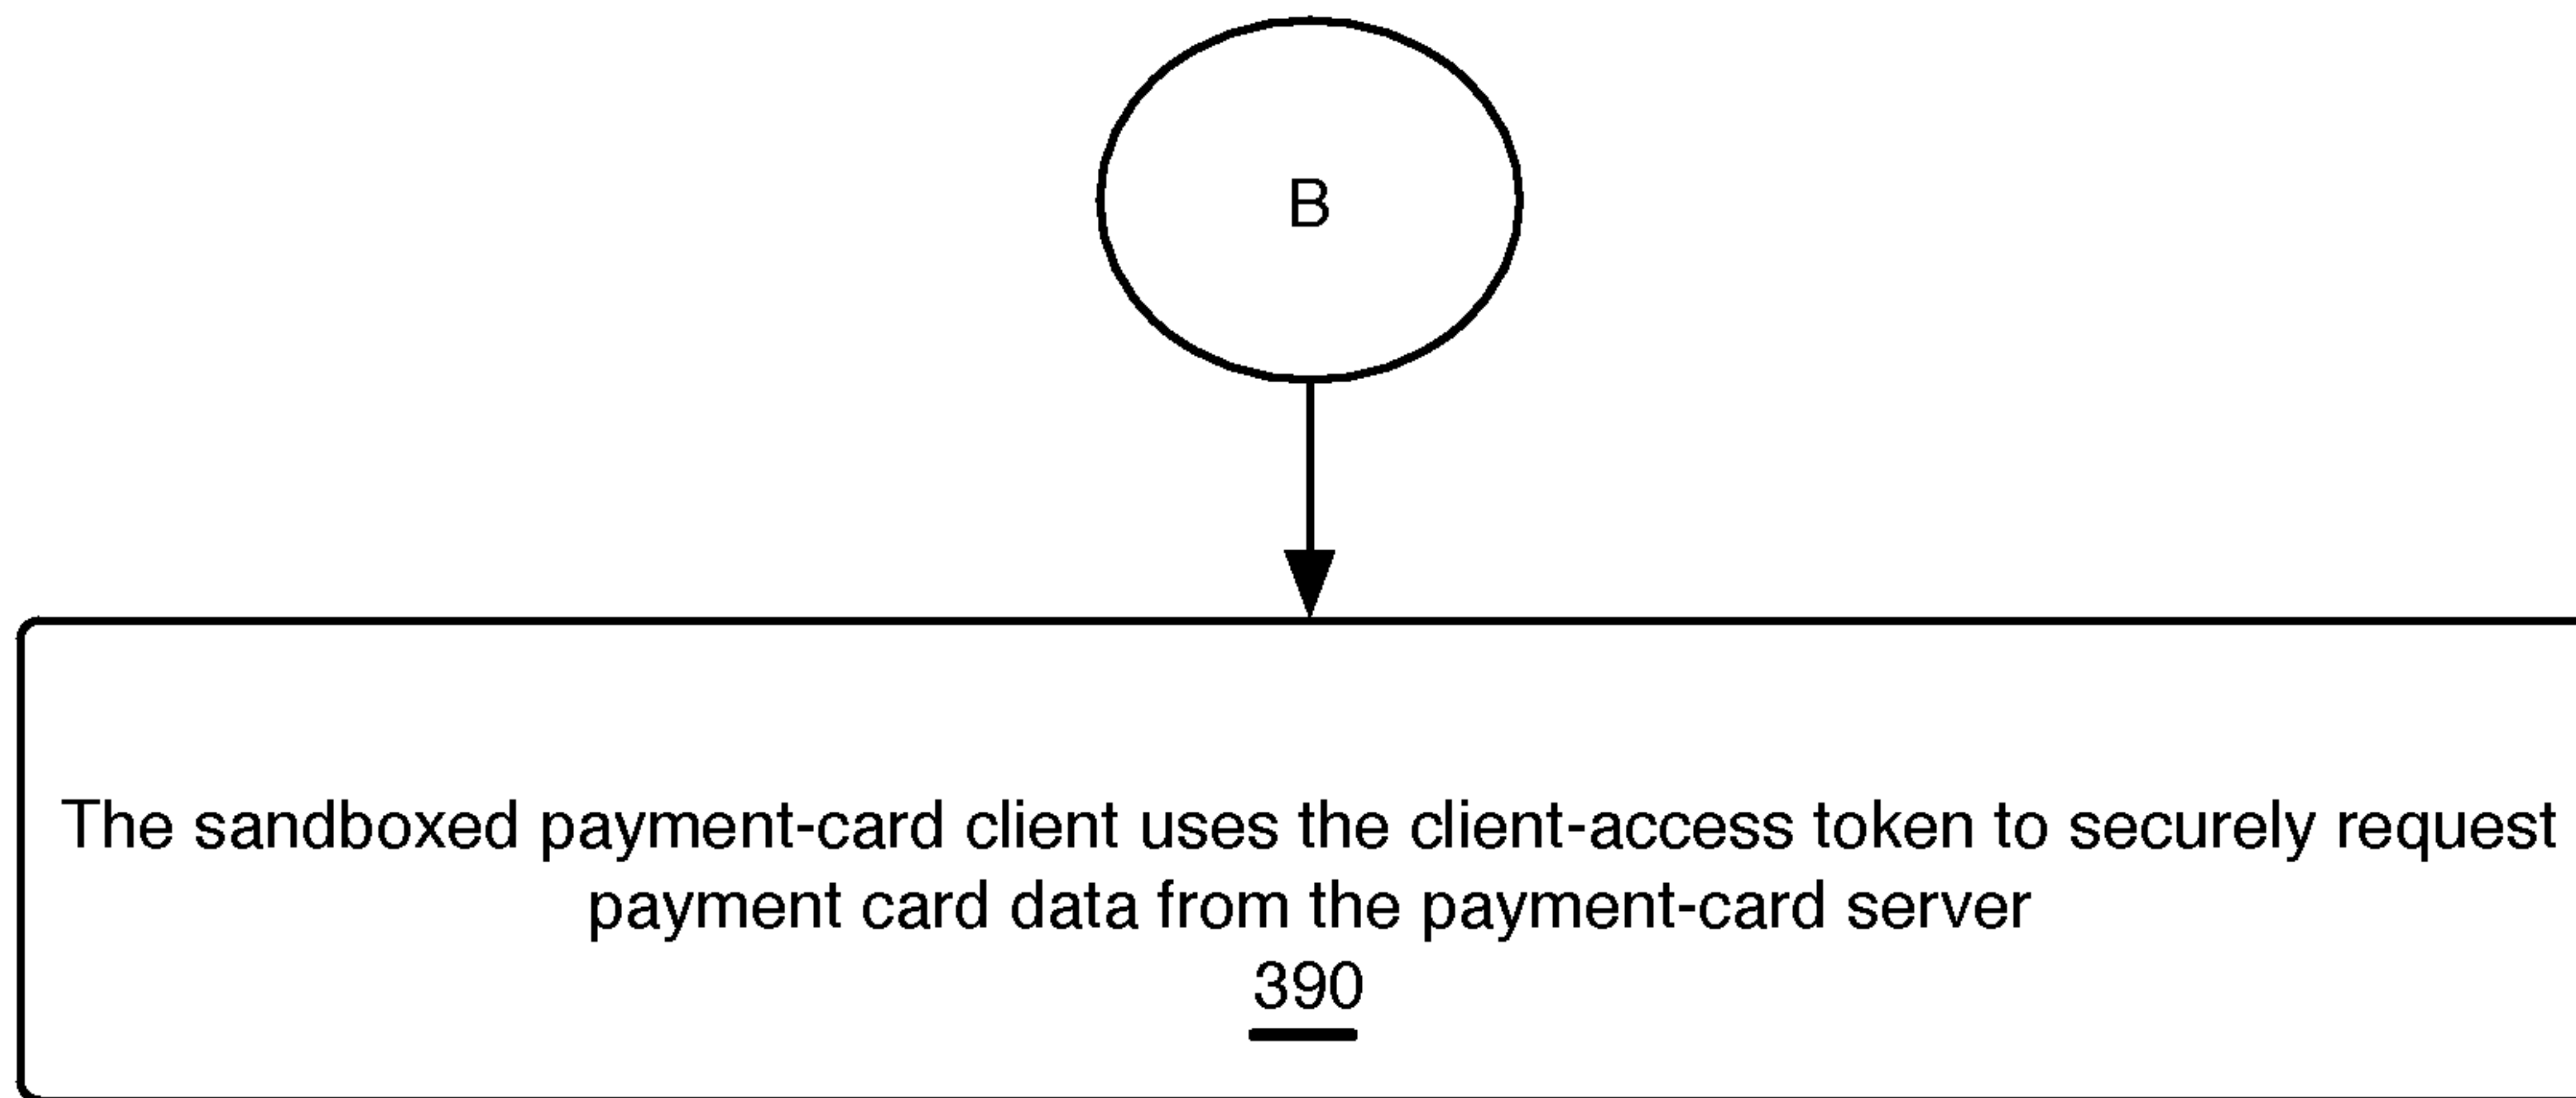 B
The sandboxed payment-card client uses the client-access token to securely request
payment card data from the payment-card server
390